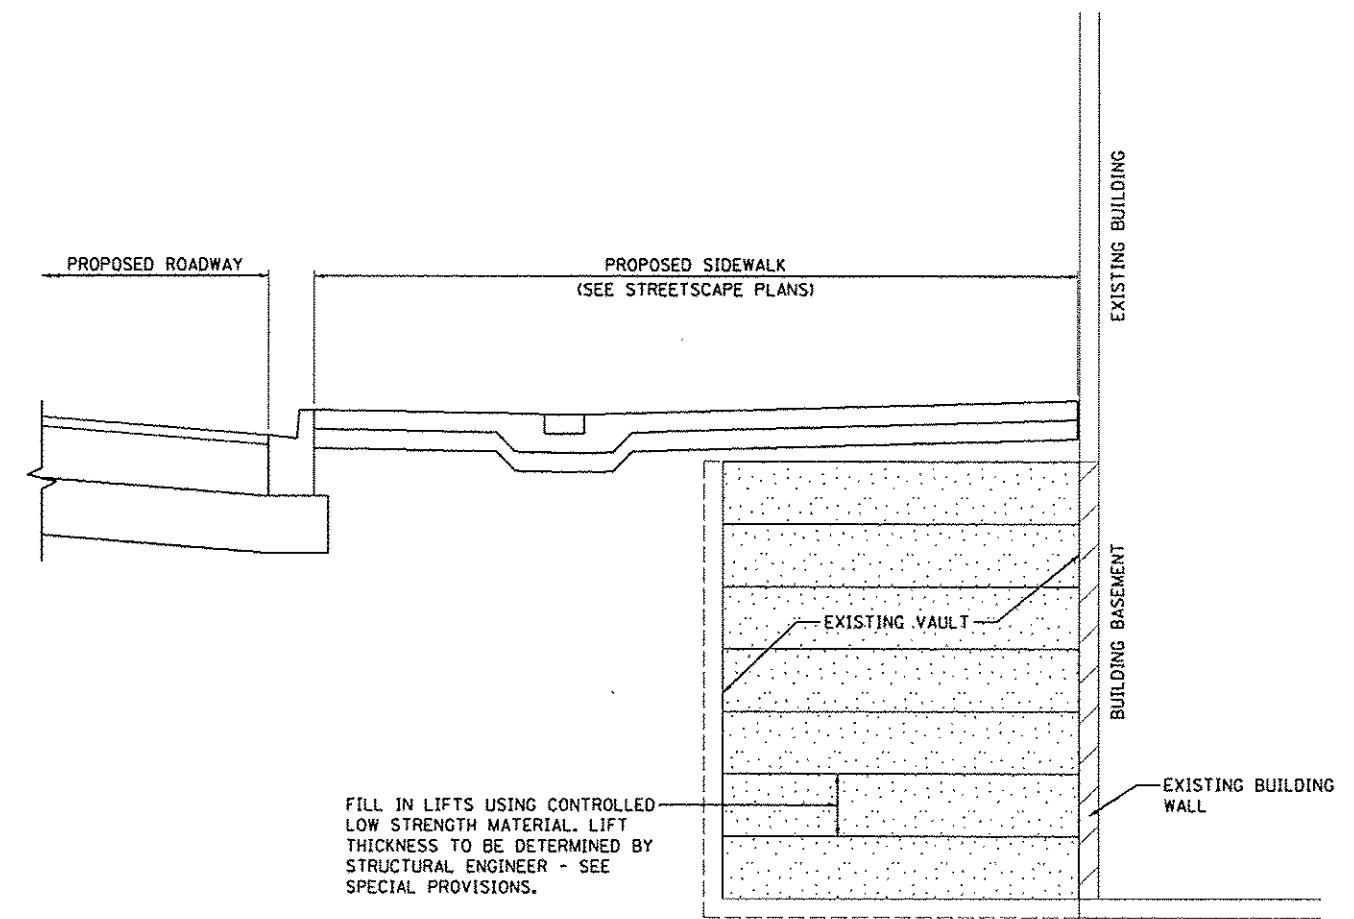 EXISTING BUILDING
PROPOSED ROADWAY
PROPOSED SIDEWALK
(SEE STREETSCAPE PLANS)
BUILDING BASEMENT
EXISTING VAULT
EXISTING BUILDING
WALL
FILL IN LIFTS USING CONTROLLED
LOW STRENGTH MATERIAL. LIFT
THICKNESS TO BE DETERMINED BY
STRUCTURAL ENGINEER - SEE
SPECIAL PROVISIONS.